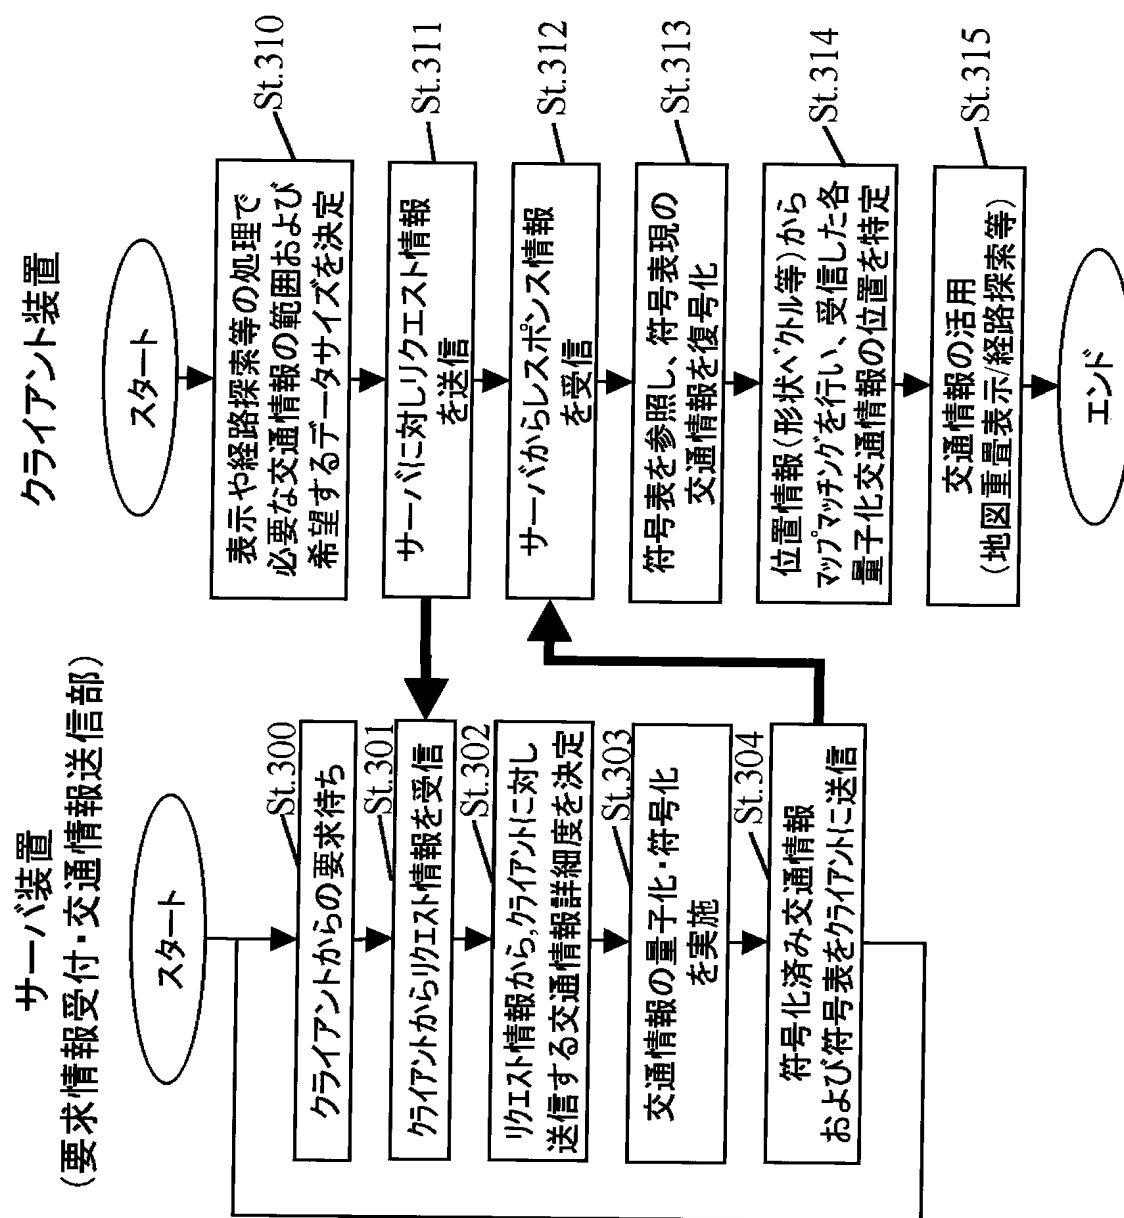 サーバ装置
(要求情報受付・交通情報送信部)
スタート
St.300
クライアントからの要求待ち
St.301
クライアントからリクエスト情報を受信
St.302
リクエスト情報から,クライアントに対し
送信する交通情報詳細度を決定
St.303
交通情報の量子化・符号化
を実施
St.304
符号化済み交通情報
および符号表をクライアントに送信
クライアント装置
スタート
表示や経路探索等の処理で
必要な交通情報の範囲および
希望するデータサイズを決定
St.310
サーバに対しリクエスト情報
を送信
St.311
サーバからレスポンス情報
を受信
St.312
符号表を参照し、符号表現の
交通情報を復号化
St.313
位置情報(形状ベクトル等)から
マップマッチングを行い、受信した各
量子化交通情報の位置を特定
St.314
交通情報の活用
(地図重畳表示/経路探索等)
St.315
エンド